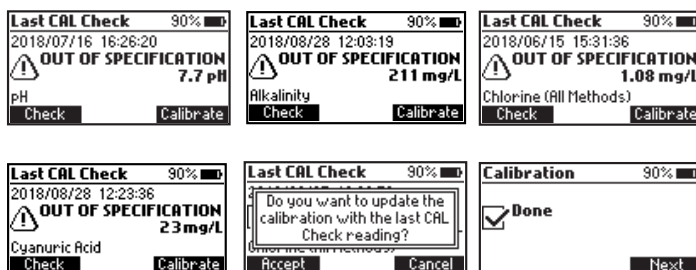 Last CAL Check 90%
2018/07/16 16:26:20
OUT OF SPECIFICATION
7.7 pH
pH
Check Calibrate
Last CAL Check 90%
2018/08/28 12:03:19
OUT OF SPECIFICATION
211 mg/L
Alkalinity
Check Calibrate
Last CAL Check 90%
2018/06/15 15:31:36
OUT OF SPECIFICATION
1.08 mg/L
Chlorine (All Methods)
Check Calibrate
Last CAL Check 90%
2018/08/28 12:23:36
OUT OF SPECIFICATION
23 mg/L
Cyanuric Acid
Check Calibrate
Last CAL Check 90%
Do you want to update the
calibration with the last CAL
Check reading?
Accept Cancel
Calibration 90%
Done
Next